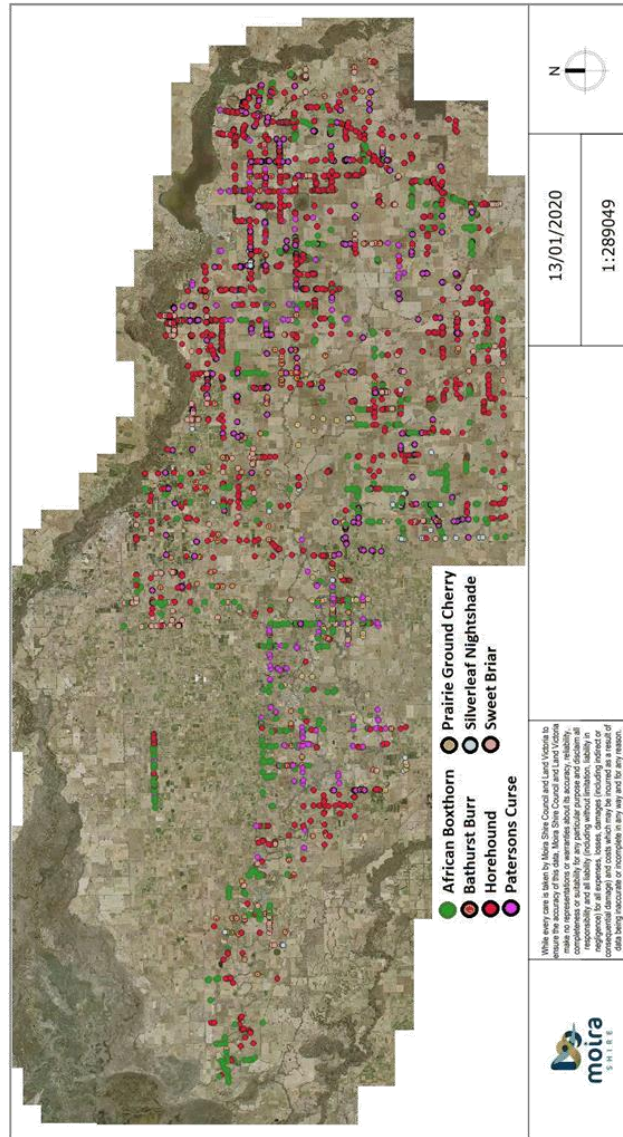 African Boxthorn
Bathurst Burr
Horehound
Patersons Curse
Prairie Ground Cherry
Silverleaf Nightshade
Sweet Briar
moira
SHIRE
While every care is taken by Moira Shire Council and Land Victoria to
ensure the accuracy of this data, Moira Shire Council and Land Victoria
make no representations or warranties about its accuracy, reliability,
completeness or suitability for any particular purpose and disclaim all
responsibility and all liability (including without limitation, liability in
negligence) for all expenses, losses, damages (including indirect or
consequential damage) and costs which may be incurred as a result of
data being inaccurate or incomplete in any way and for any reason.
13/01/2020
1:289049
N